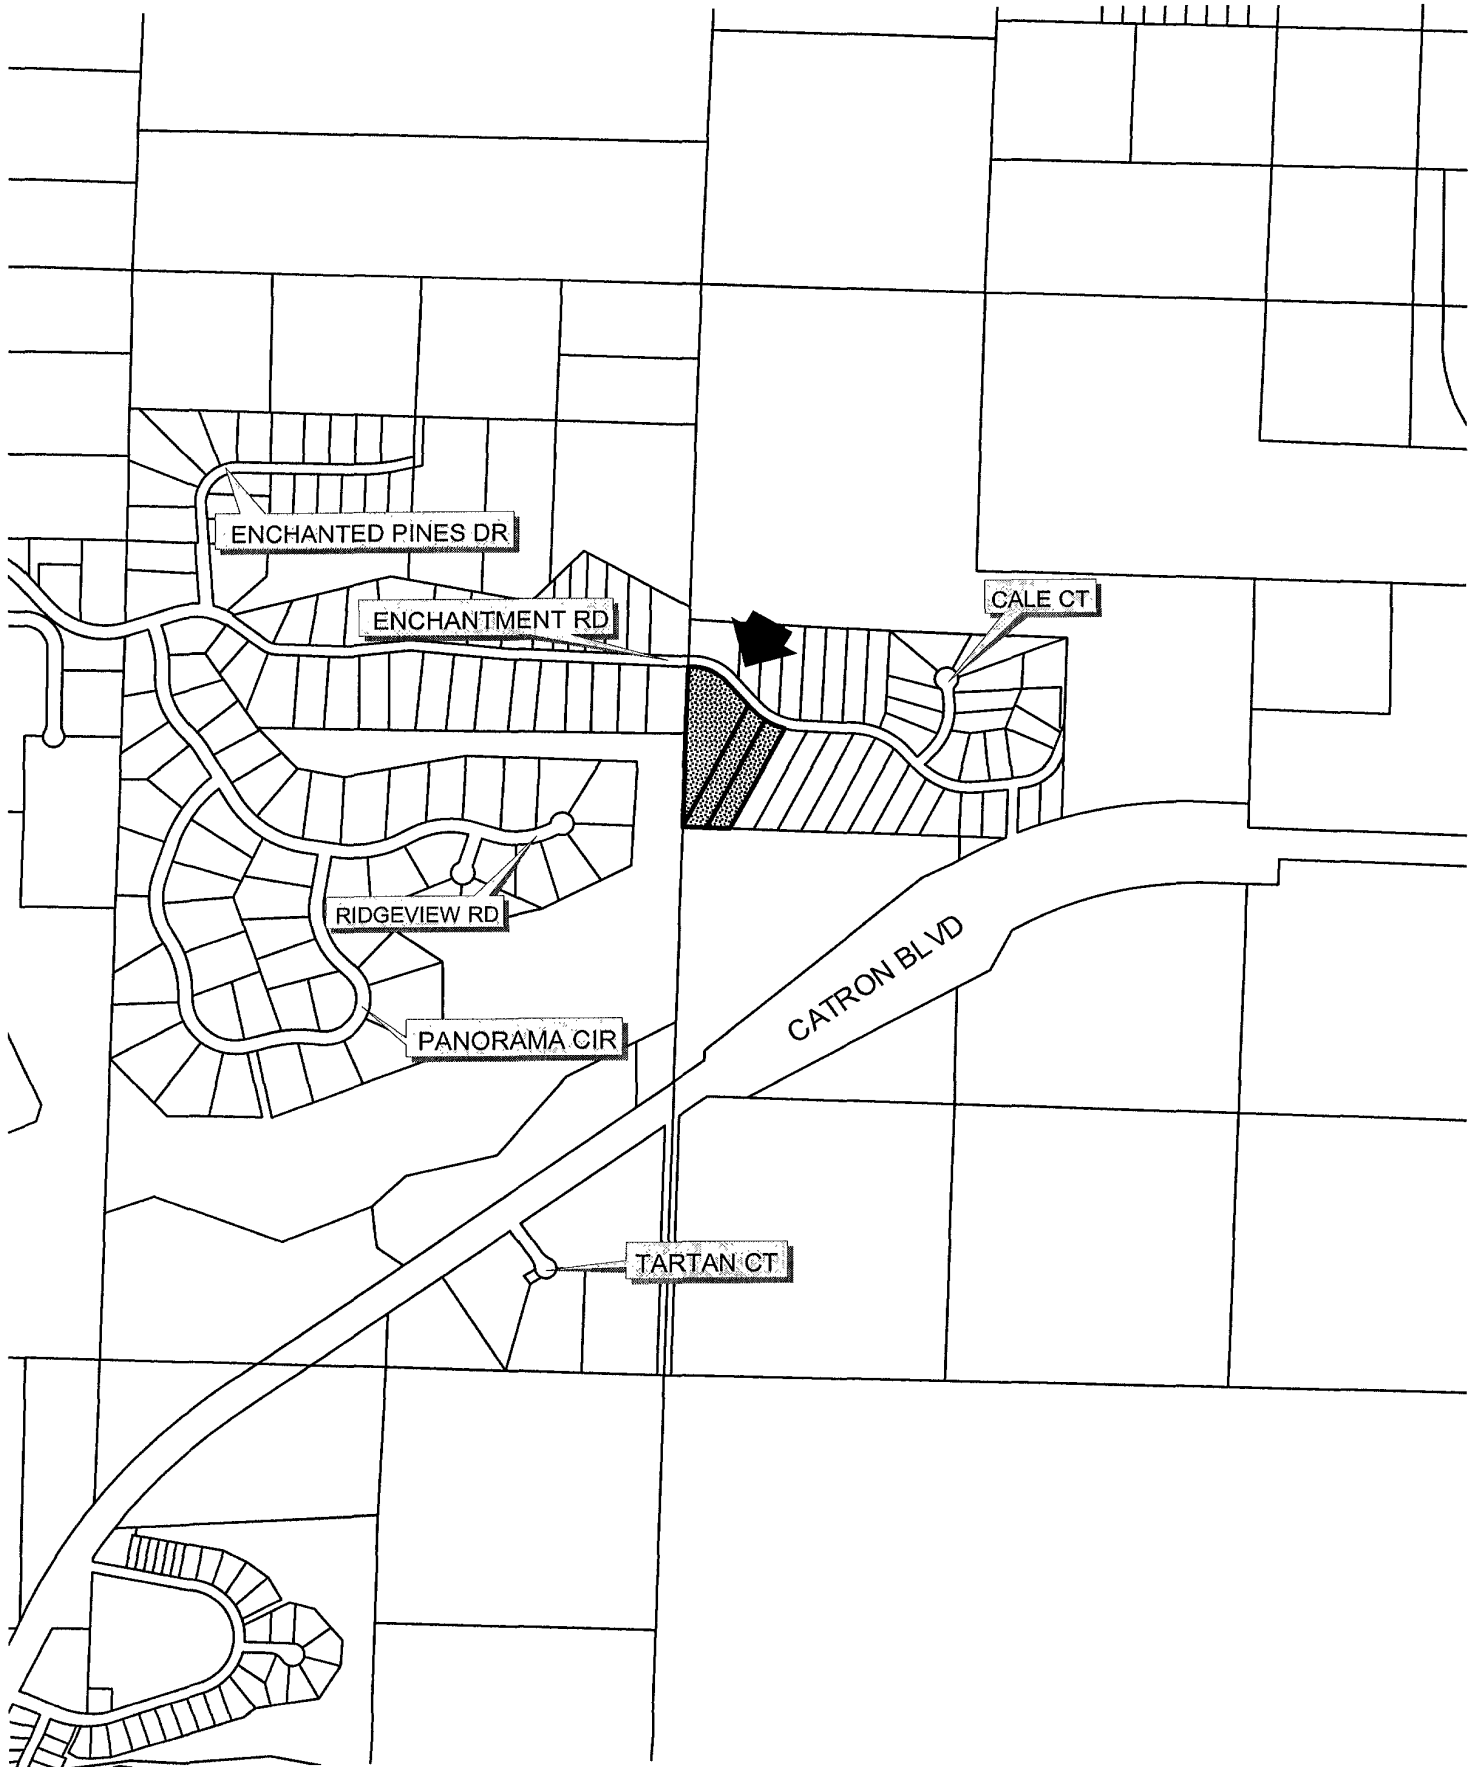 ENCHANTED PINES DR
CALE CT
ENCHANTMENT RD
RIDGEVIEW RD
CATRON BLVD
PANORAMA CIR
TARTAN CT